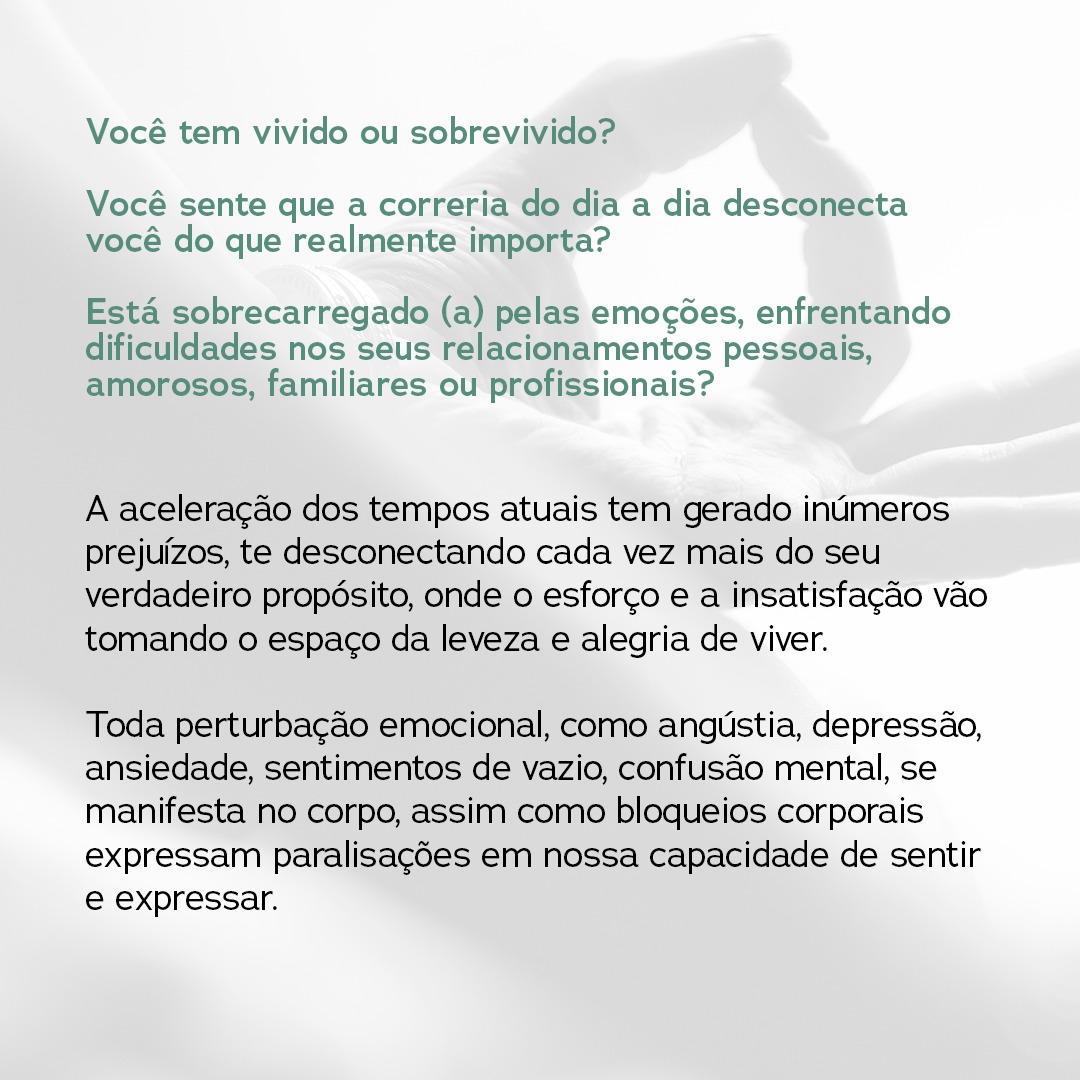 Você tem vivido ou sobrevivido?
Você sente que a correria do dia a dia desconecta
você do que realmente importa?
Está sobrecarregado (a) pelas emoções, enfrentando
dificuldades nos seus relacionamentos pessoais,
amorosos, familiares ou profissionais?
A aceleração dos tempos atuais tem gerado inúmeros
prejuízos, te desconectando cada vez mais do seu
verdadeiro propósito, onde o esforço e a insatisfação vão
tomando o espaço da leveza e alegria de viver.
Toda perturbação emocional, como angústia, depressão,
ansiedade, sentimentos de vazio, confusão mental, se
manifesta no corpo, assim como bloqueios corporais
expressam paralisações em nossa capacidade de sentir
e expressar.